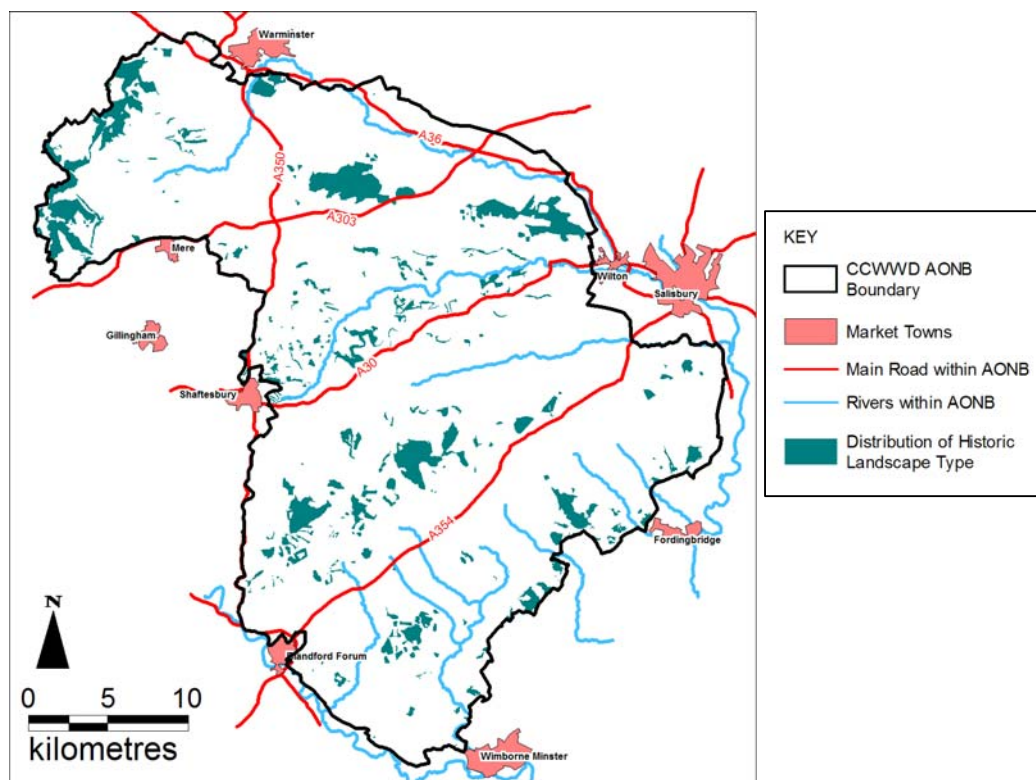 Warminster
A36
A350
A303
Mere
Wilton
Salisbury
Gillingham
A30
Shaftesbury
A354
Fordingbridge
N
Blandford Forum
0 5 10
kilometres
Wimborne Minster
KEY
CCWWD AONB
Boundary
Market Towns
Main Road within AONB
Rivers within AONB
Distribution of Historic
Landscape Type